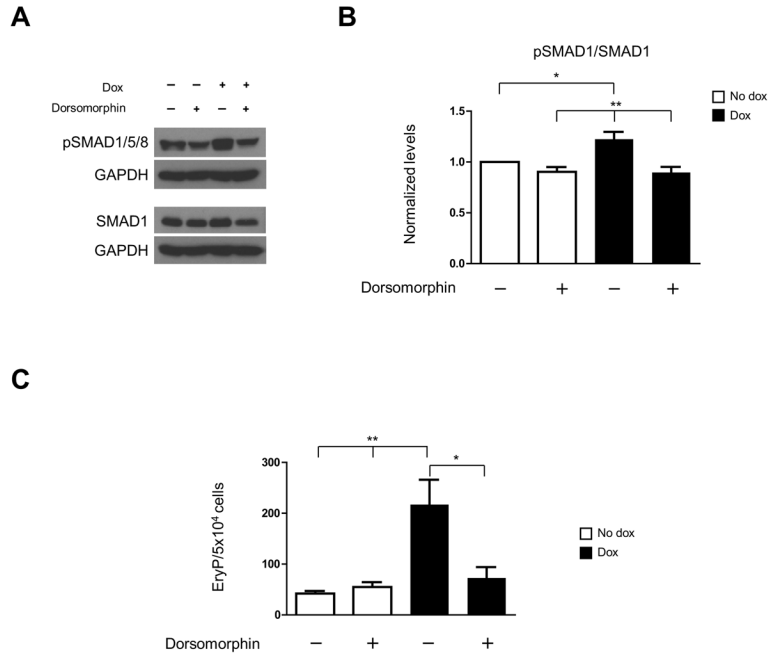 A
Dox − − + +
Dorsomorphin − + − +
pSMAD1/5/8
GAPDH
SMAD1
GAPDH
B
pSMAD1/SMAD1
*
**
No dox
Dox
Normalized levels
1.5
1.0
0.5
0.0
Dorsomorphin − + − +
C
**
*
EryP/5x10⁴ cells
300
200
100
0
No dox
Dox
Dorsomorphin − + − +